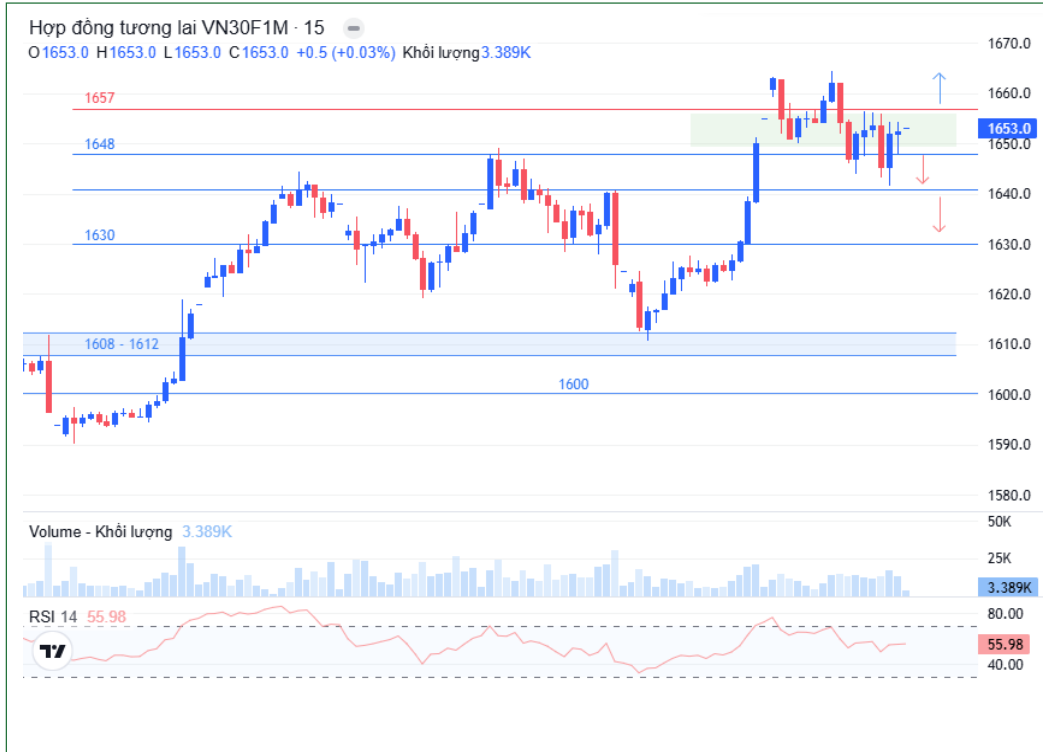 Hợp đồng tương lai VN30F1M · 15
O1653.0 H1653.0 L1653.0 C1653.0 +0.5 (+0.03%) Khối lượng3.389K
1670.0
1660.0
1657
1653.0
1650.0
1648
1640.0
1630
1630.0
1620.0
1608 - 1612
1610.0
1600
1600.0
1590.0
1580.0
Volume - Khối lượng 3.389K
50K
25K
3.389K
RSI 14 55.98
80.00
55.98
40.00